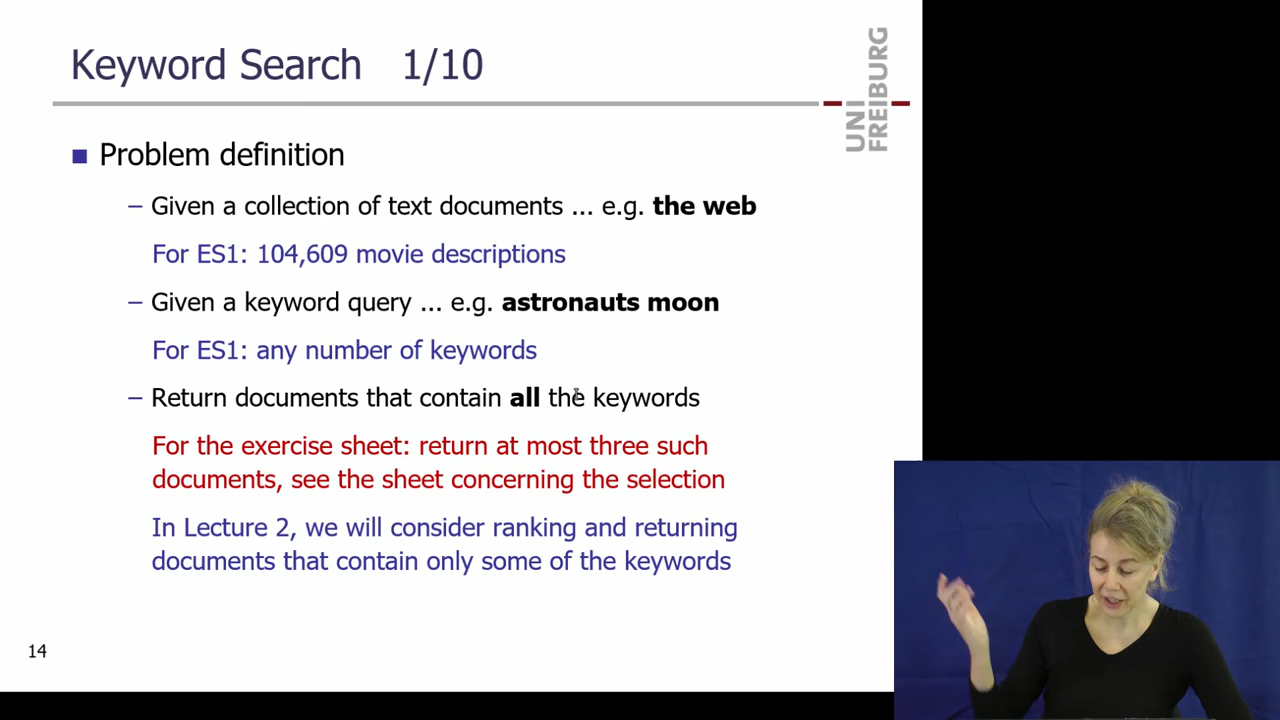 Keyword Search 1/10
UNI
FREIBURG
■ Problem definition
– Given a collection of text documents ... e.g. the web
For ES1: 104,609 movie descriptions
– Given a keyword query ... e.g. astronauts moon
For ES1: any number of keywords
– Return documents that contain all the keywords
For the exercise sheet: return at most three such
documents, see the sheet concerning the selection
In Lecture 2, we will consider ranking and returning
documents that contain only some of the keywords
14